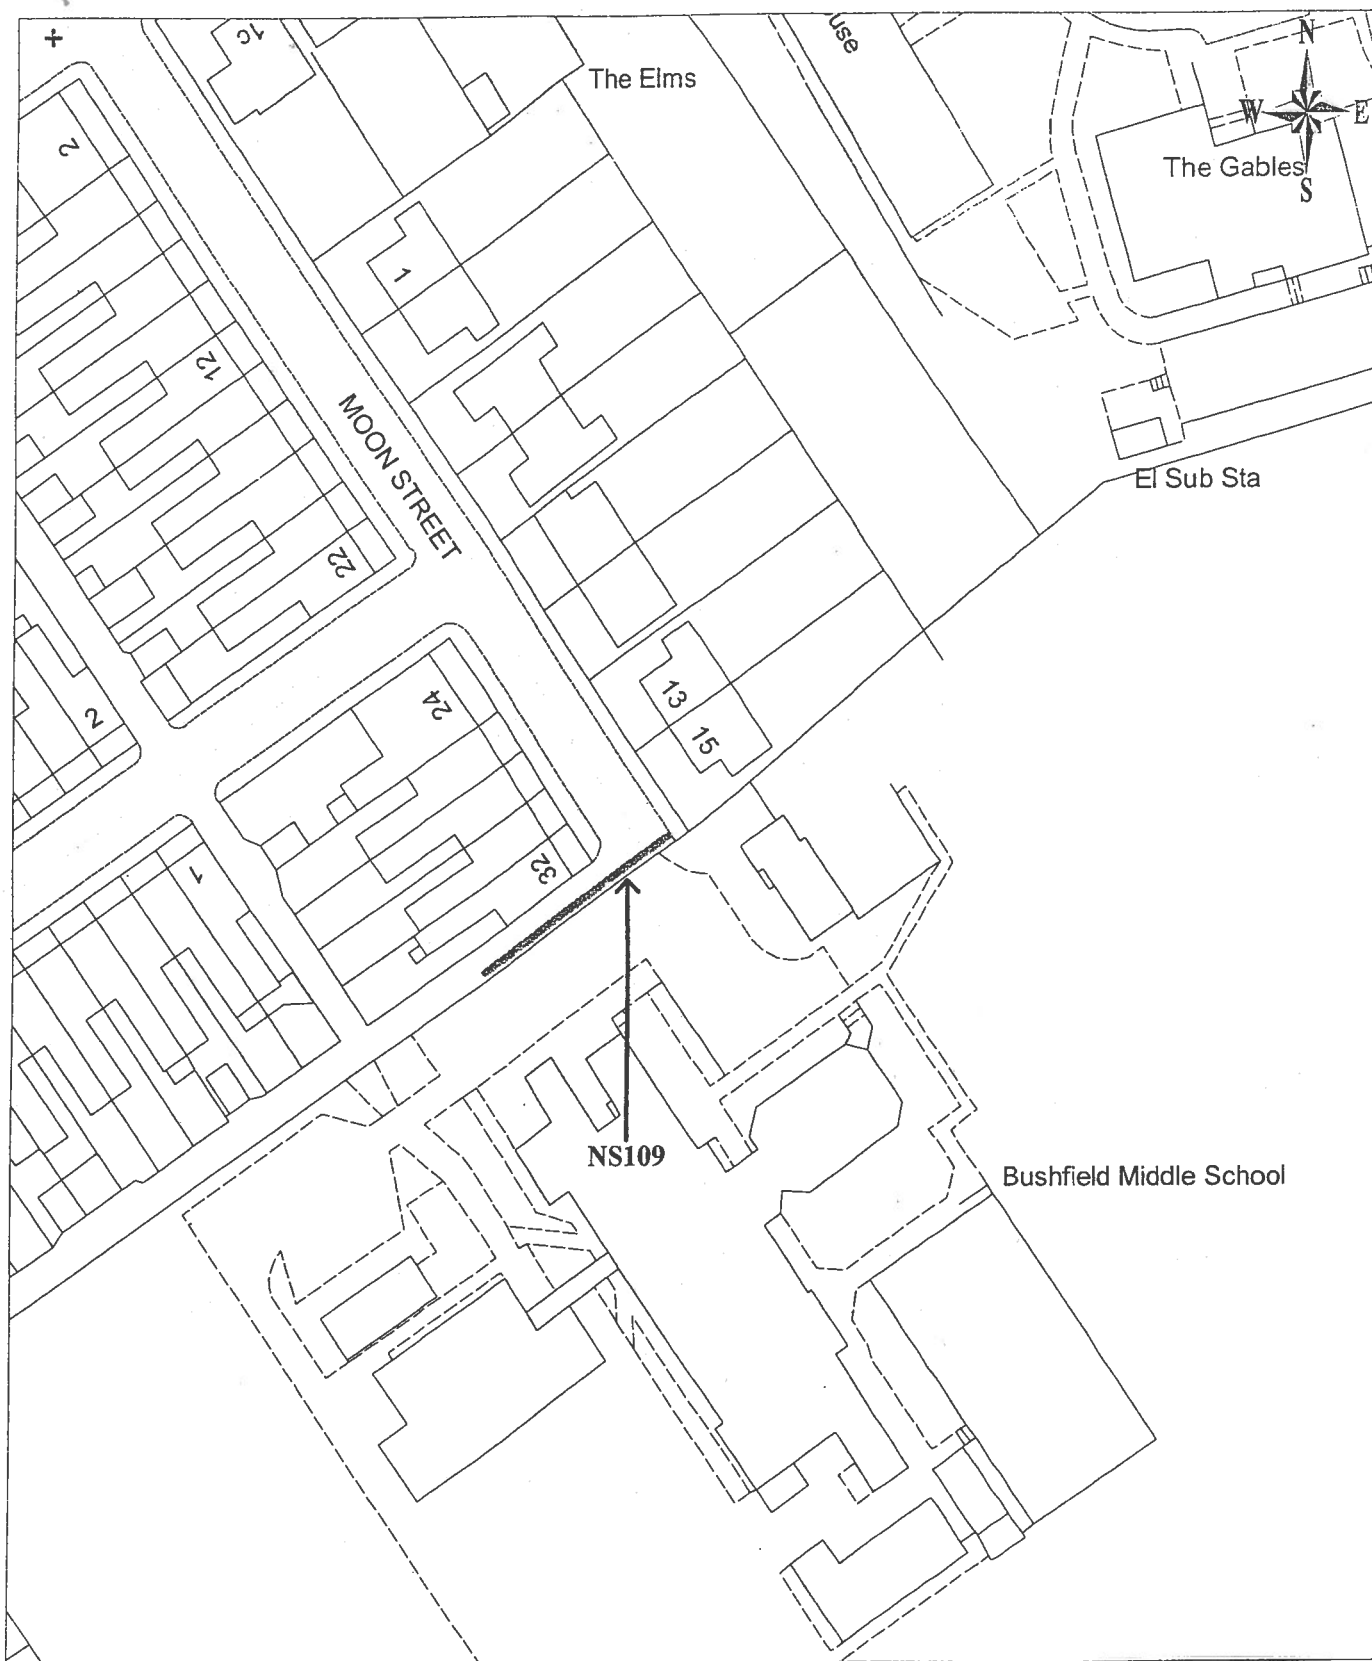 1c
use
The Elms
N
W
E
S
The Gables
2
1
12
MOON STREET
El Sub Sta
22
24
13
2
15
1
32
NS109
Bushfield Middle School